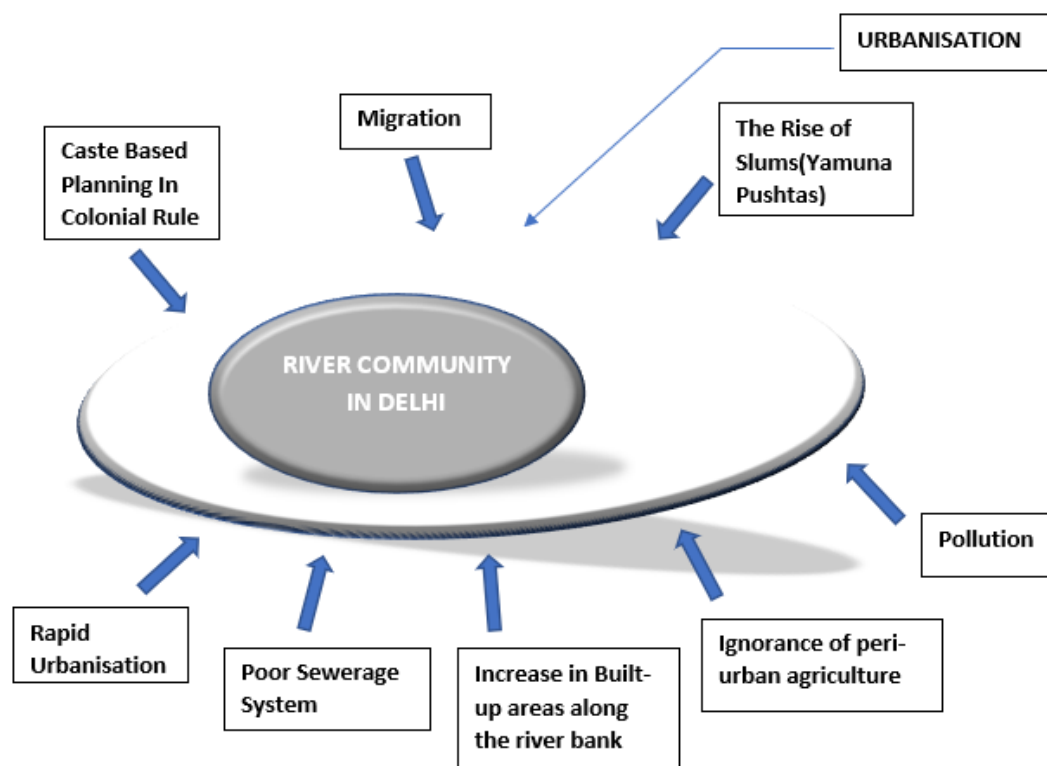 URBANISATION
Migration
The Rise of
Slums(Yamuna
Pushtas)
Caste Based
Planning In
Colonial Rule
RIVER COMMUNITY
IN DELHI
Pollution
Rapid
Urbanisation
Poor Sewerage
System
Increase in Built-
up areas along
the river bank
Ignorance of peri-
urban agriculture